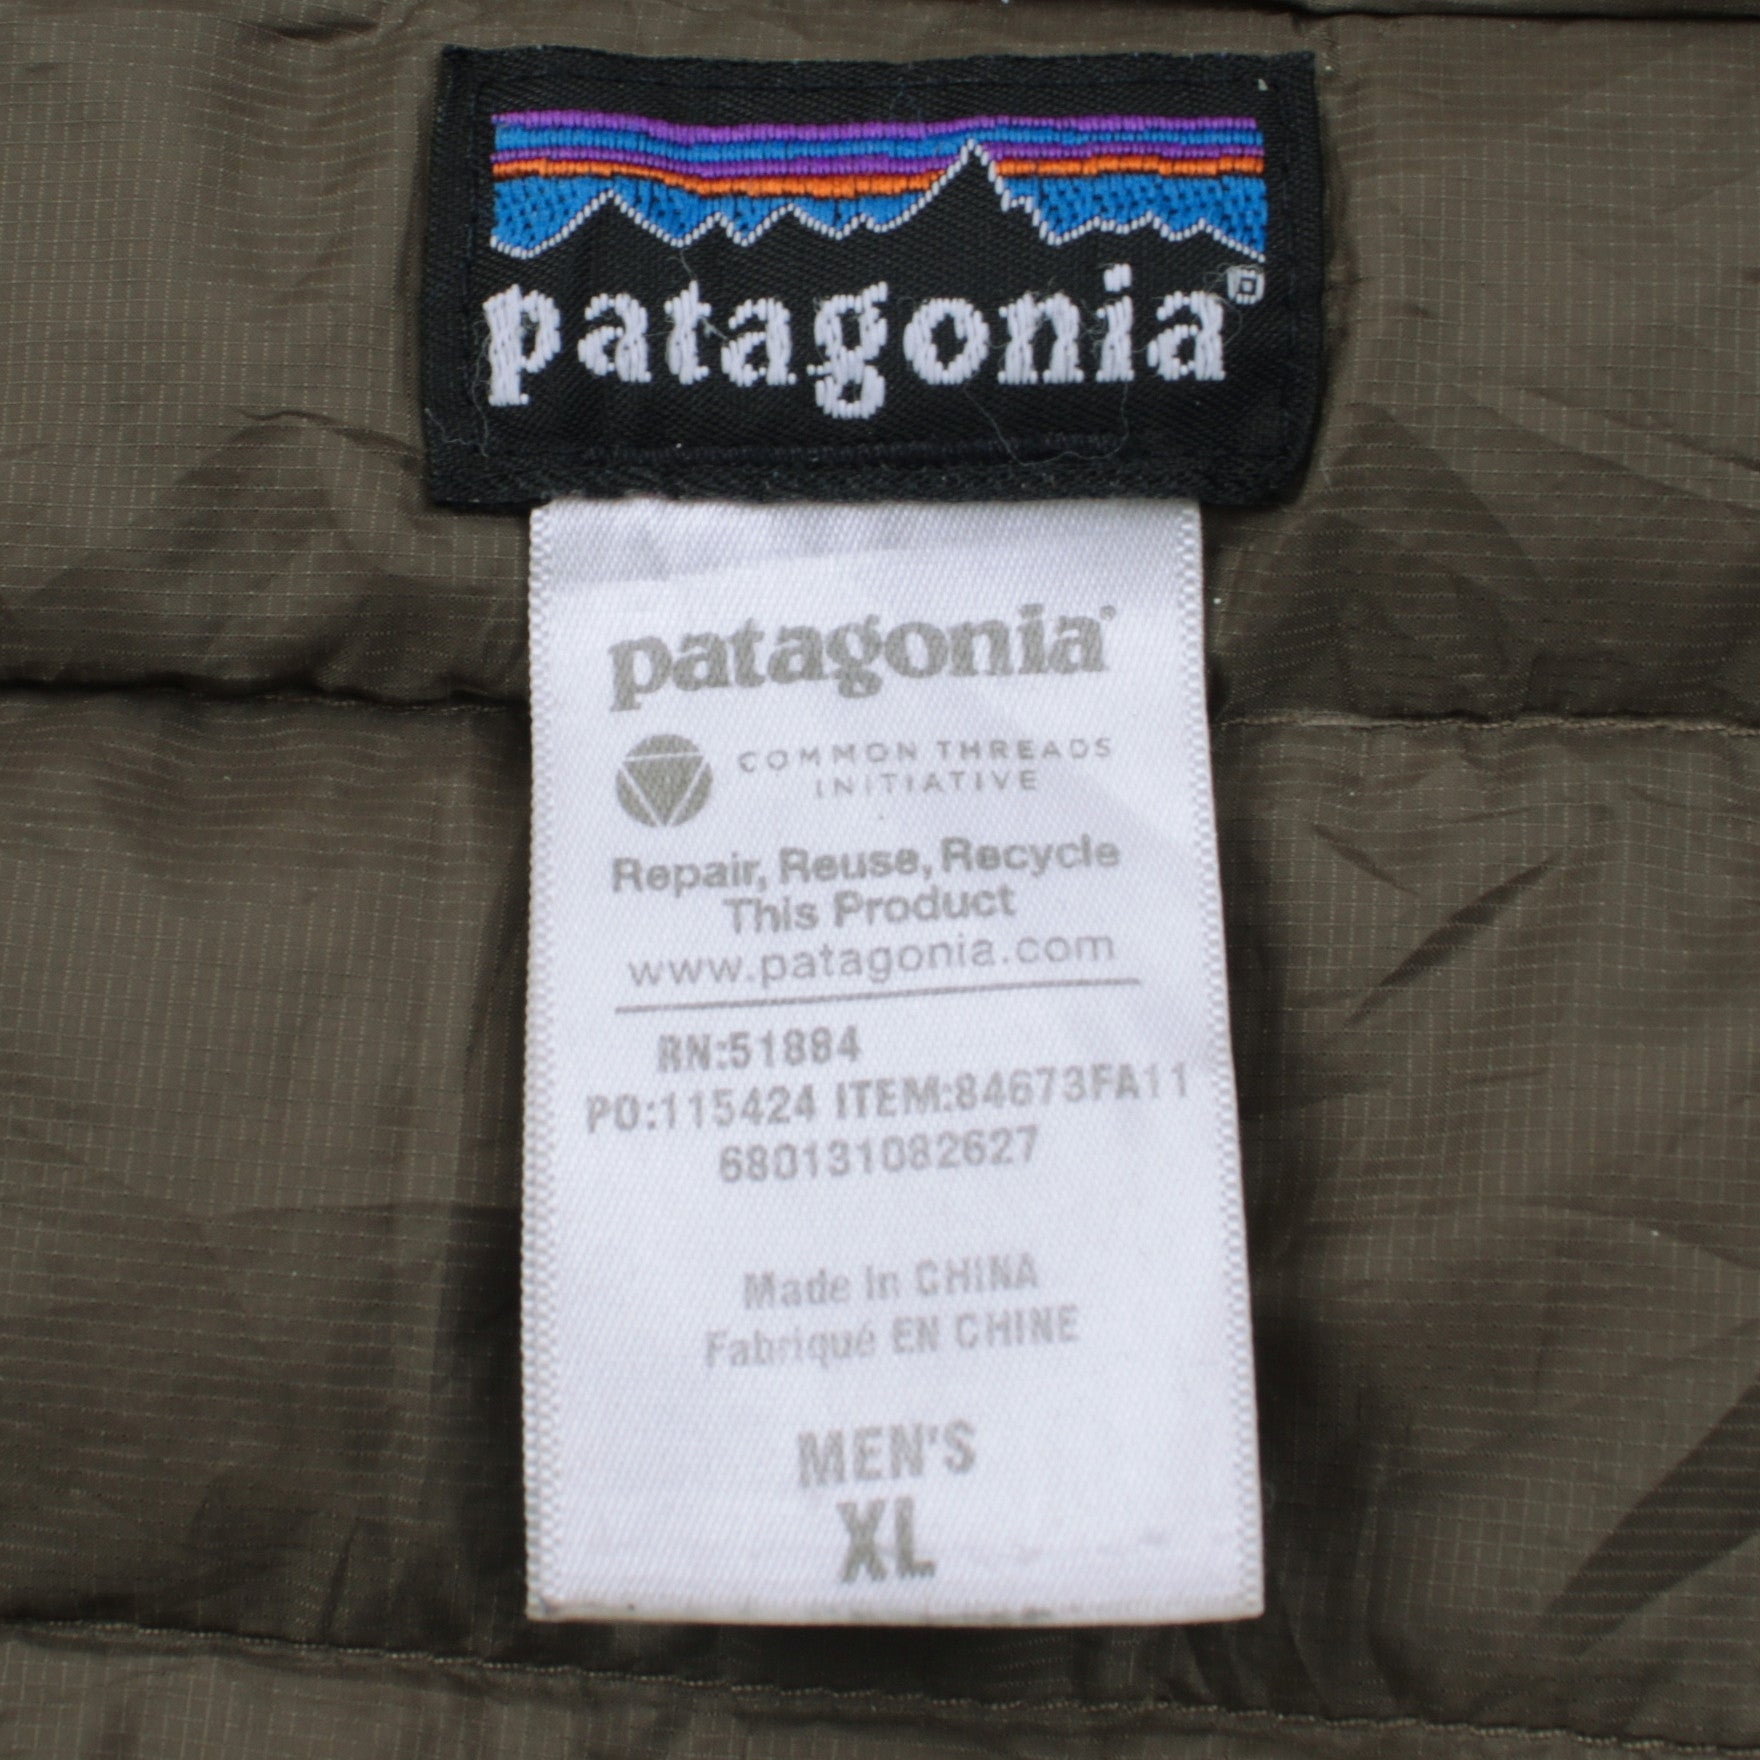 patagonia®
patagonia®
COMMON THREADS
INITIATIVE
Repair, Reuse, Recycle
This Product
www.patagonia.com
RN:51884
PO:115424 ITEM:84673FA11
680131082627
Made In CHINA
Fabriqué EN CHINE
MEN'S
XL